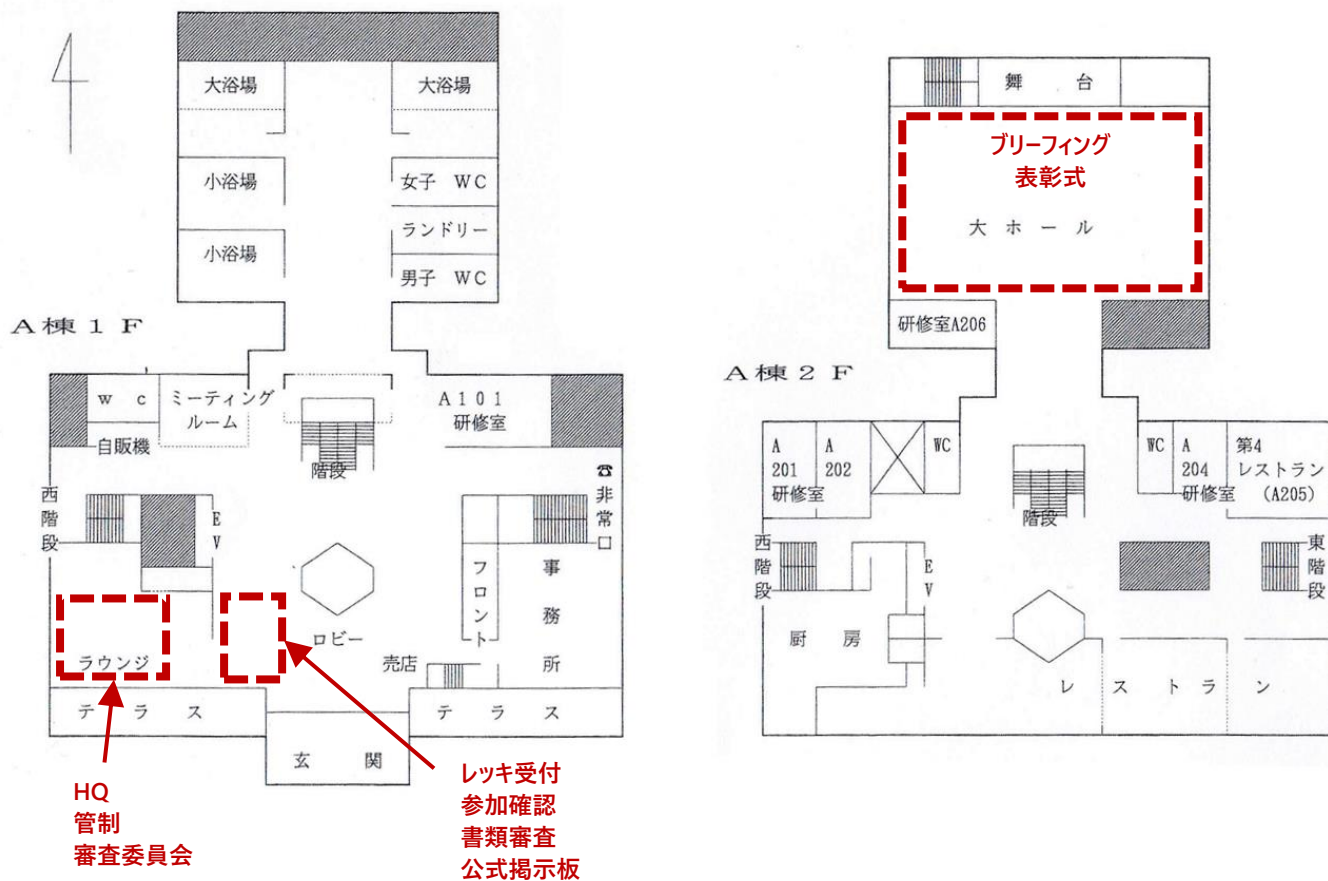 大浴場
大浴場
小浴場
女子 WC
ランドリー
小浴場
男子 WC
A棟1F
w c
ミーティング
ルーム
A101
研修室
自販機
階段
☎
非常口
西階段
EV
フロント
事務所
ロビー
ラウンジ
売店
テラス
テラス
玄関
HQ
管制
審査委員会
レッキ受付
参加確認
書類審査
公式掲示板
舞台
ブリーフィング
表彰式
大ホール
研修室A206
A棟2F
A
201
A
202
研修室
WC
WC
A
204
研修室
第4
レストラン
(A205)
階段
西階段
EV
東階段
厨房
レストラン